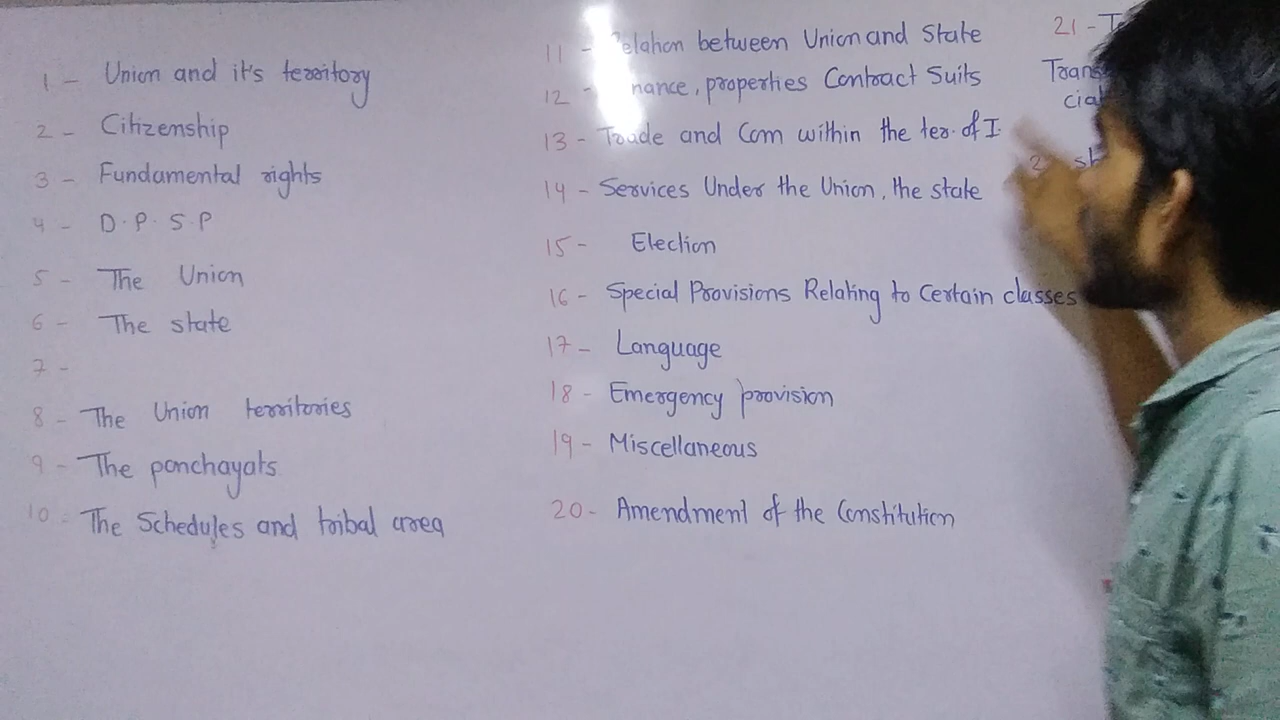 1 - Union and it's territory
2 - Citizenship
3 - Fundamental rights
4 - D.P.S.P
5 - The Union
6 - The state
7 -
8 - The Union territories
9 - The panchayats
10 - The Schedules and tribal area
11 - Relation between Union and State
12 - properties Contract Suits
13 - Trade and Com within the ter. of I.
14 - Services Under the Union, the state
15 - Election
16 - Special Provisions Relating to Certain classes
17 - Language
18 - Emergency provision
19 - Miscellaneous
20 - Amendment of the Constitution
21 -